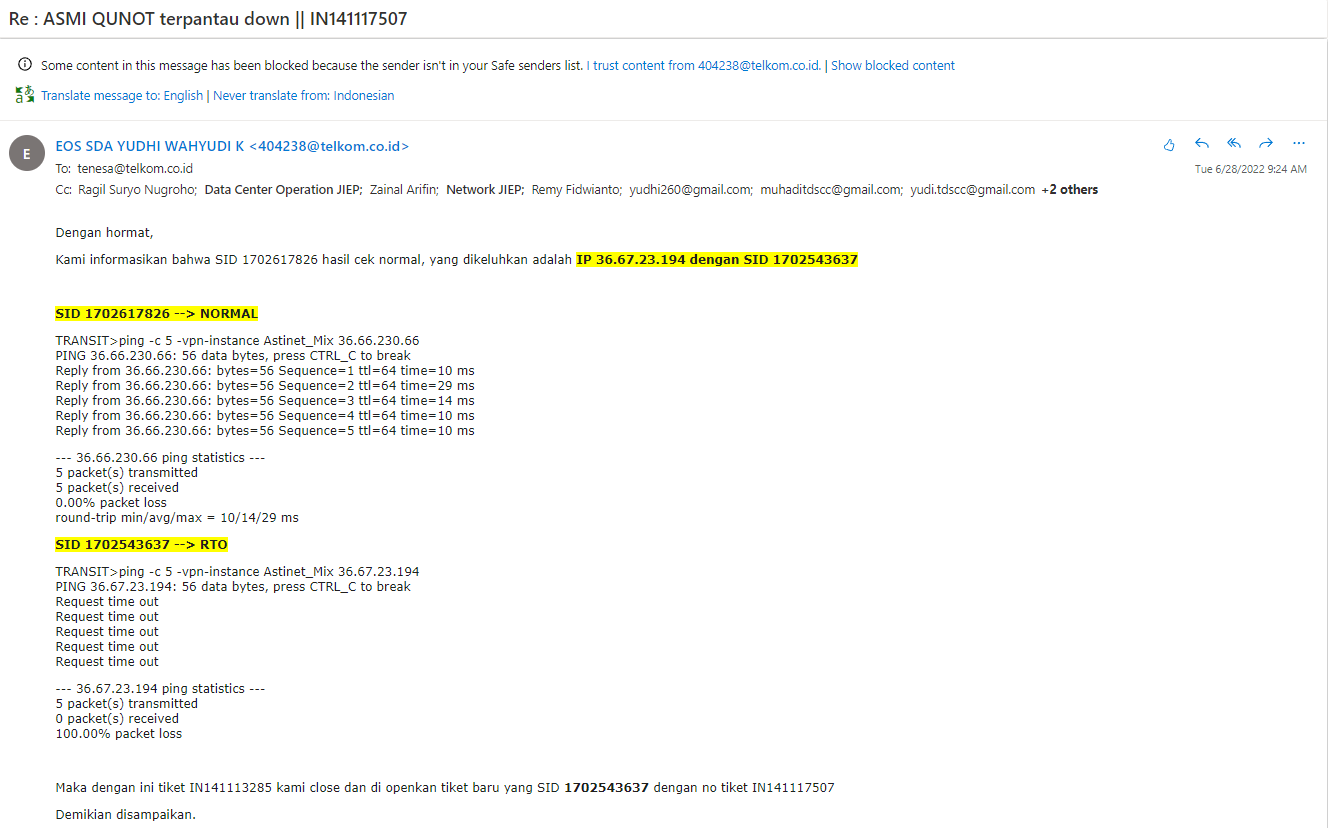 Re : ASMI QUNOT terpantau down || IN141117507
Some content in this message has been blocked because the sender isn't in your Safe senders list. I trust content from 404238@telkom.co.id. | Show blocked content
Translate message to: English | Never translate from: Indonesian
E
EOS SDA YUDHI WAHYUDI K <404238@telkom.co.id>
To: tenesa@telkom.co.id
Tue 6/28/2022 9:24 AM
Cc: Ragil Suryo Nugroho; Data Center Operation JIEP; Zainal Arifin; Network JIEP; Remy Fidwianto; yudhi260@gmail.com; muhaditdscc@gmail.com; yudi.tdscc@gmail.com +2 others
Dengan hormat,
Kami informasikan bahwa SID 1702617826 hasil cek normal, yang dikeluhkan adalah IP 36.67.23.194 dengan SID 1702543637
SID 1702617826 --> NORMAL
TRANSIT>ping -c 5 -vpn-instance Astinet_Mix 36.66.230.66
PING 36.66.230.66: 56 data bytes, press CTRL_C to break
Reply from 36.66.230.66: bytes=56 Sequence=1 ttl=64 time=10 ms
Reply from 36.66.230.66: bytes=56 Sequence=2 ttl=64 time=29 ms
Reply from 36.66.230.66: bytes=56 Sequence=3 ttl=64 time=14 ms
Reply from 36.66.230.66: bytes=56 Sequence=4 ttl=64 time=10 ms
Reply from 36.66.230.66: bytes=56 Sequence=5 ttl=64 time=10 ms
--- 36.66.230.66 ping statistics ---
5 packet(s) transmitted
5 packet(s) received
0.00% packet loss
round-trip min/avg/max = 10/14/29 ms
SID 1702543637 --> RTO
TRANSIT>ping -c 5 -vpn-instance Astinet_Mix 36.67.23.194
PING 36.67.23.194: 56 data bytes, press CTRL_C to break
Request time out
Request time out
Request time out
Request time out
Request time out
--- 36.67.23.194 ping statistics ---
5 packet(s) transmitted
0 packet(s) received
100.00% packet loss
Maka dengan ini tiket IN141113285 kami close dan di openkan tiket baru yang SID 1702543637 dengan no tiket IN141117507
Demikian disampaikan.